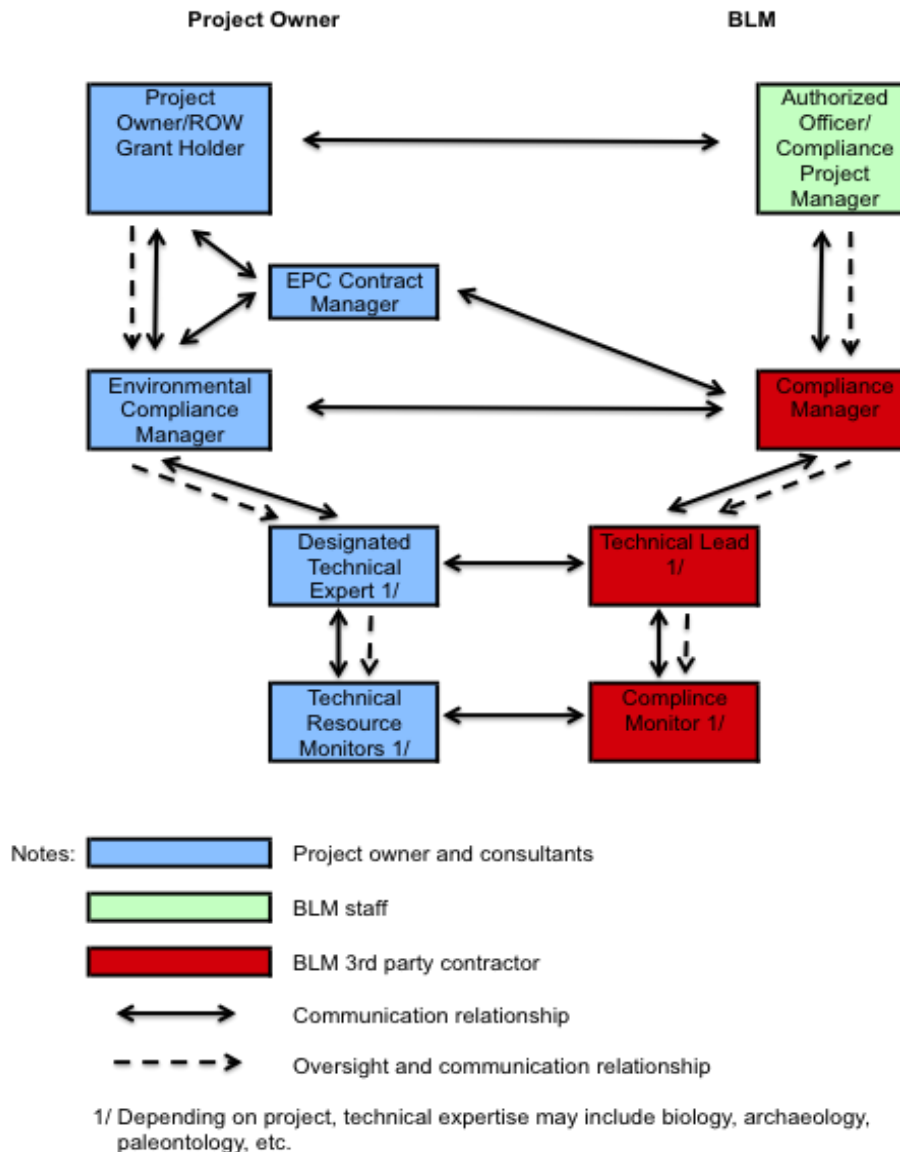 Project Owner
BLM
Project
Owner/ROW
Grant Holder
Authorized
Officer/
Compliance
Project
Manager
EPC Contract
Manager
Environmental
Compliance
Manager
Compliance
Manager
Designated
Technical
Expert 1/
Technical Lead
1/
Technical
Resource
Monitors 1/
Complince
Monitor 1/
Notes:
Project owner and consultants
BLM staff
BLM 3rd party contractor
Communication relationship
Oversight and communication relationship
1/ Depending on project, technical expertise may include biology, archaeology,
paleontology, etc.